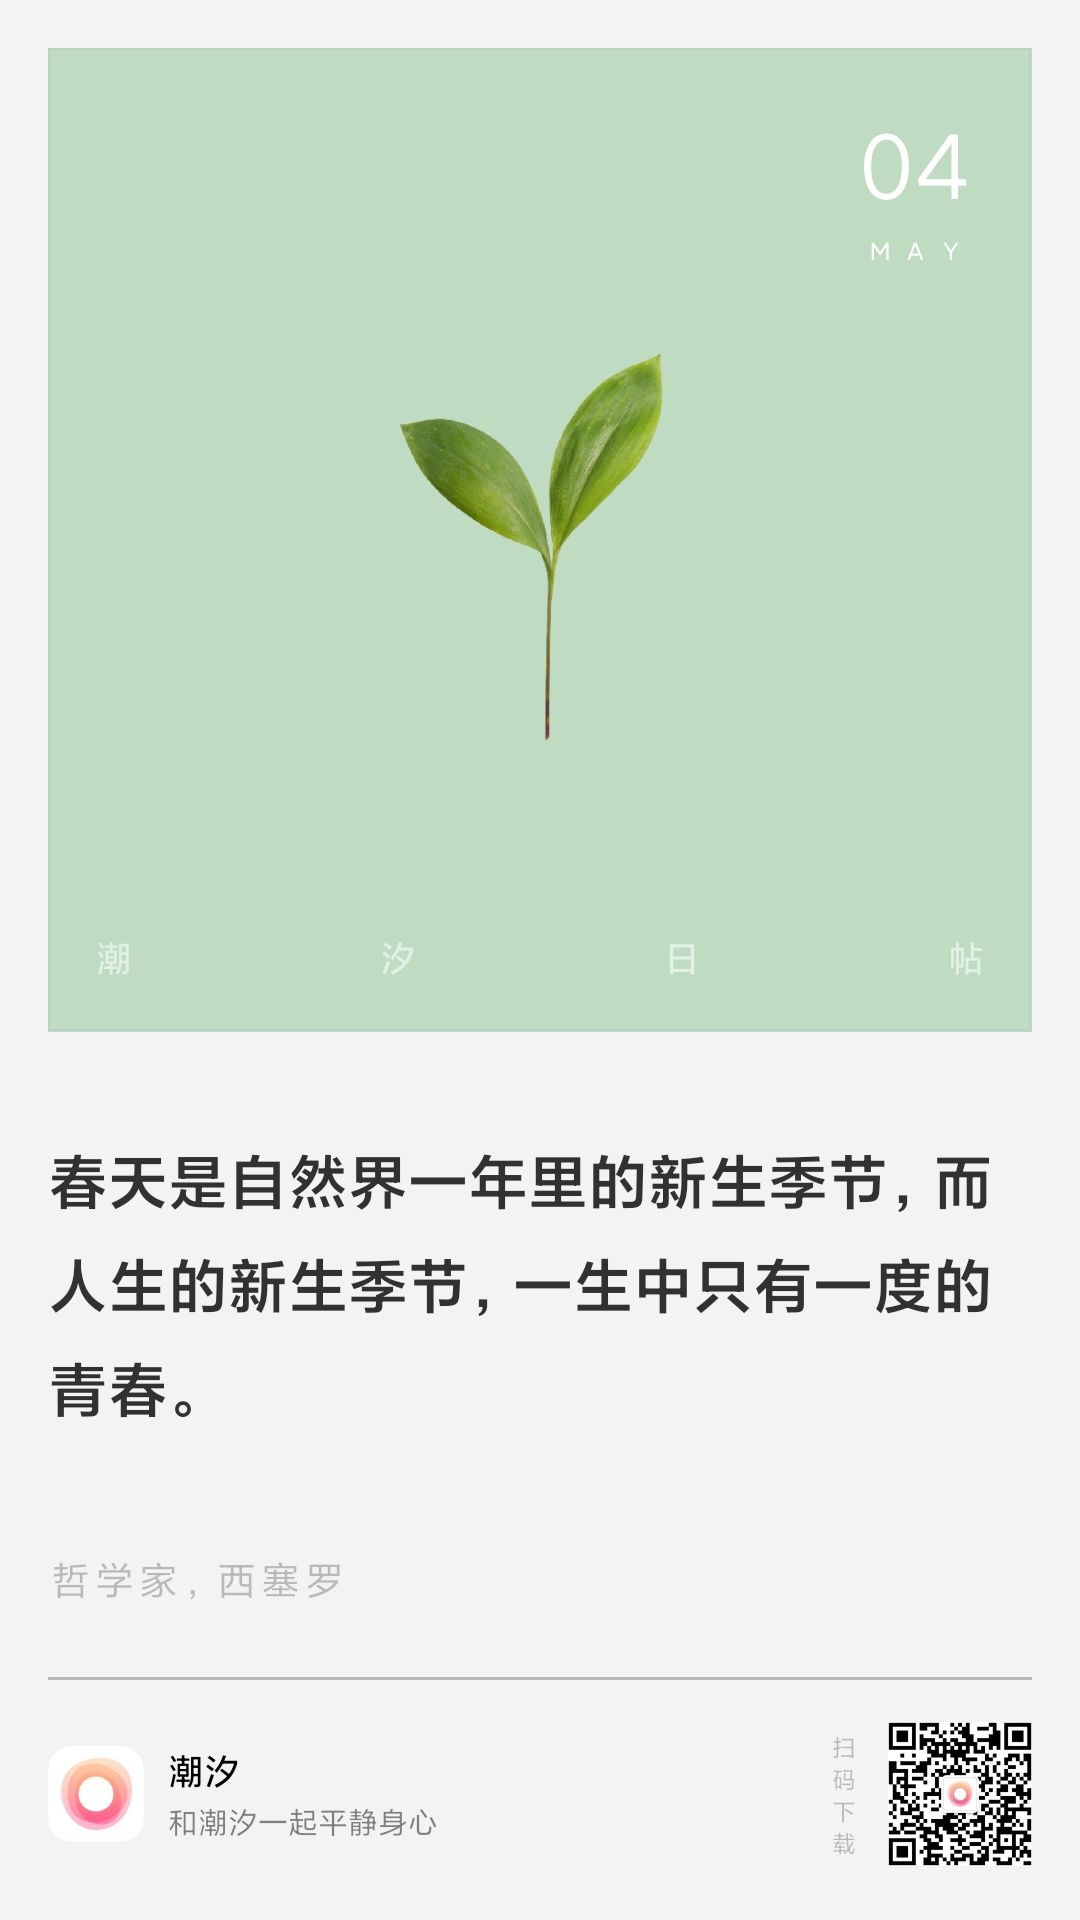 04
MAY
潮汐日帖
春天是自然界一年里的新生季节，而
人生的新生季节，一生中只有一度的
青春。
哲学家，西塞罗
潮汐
和潮汐一起平静身心
扫码下载